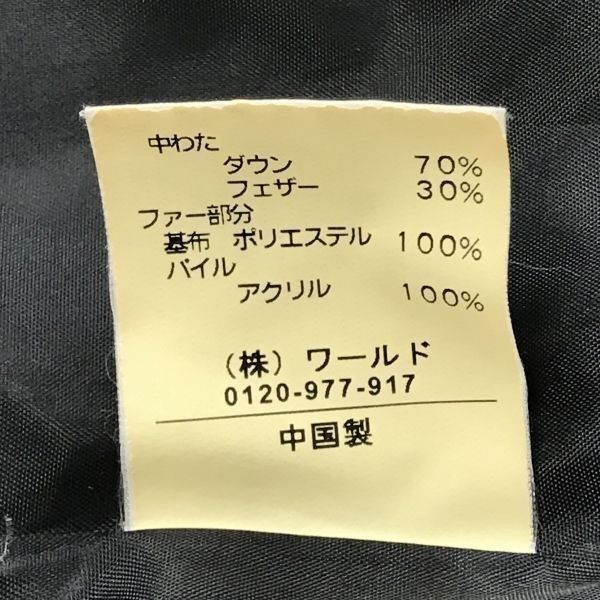 中わた
ダウン 70%
フェザー 30%
ファー部分
基布 ポリエステル 100%
パイル
アクリル 100%
(株) ワールド
0120-977-917
中国製